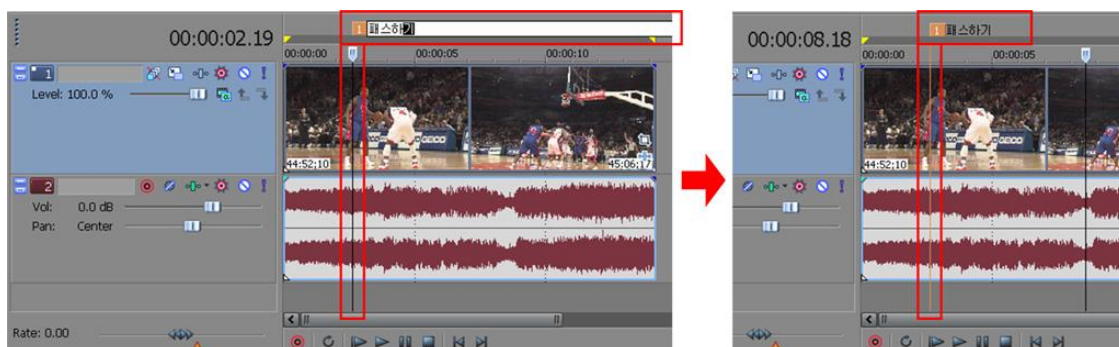 1 패스하기
00:00:02.19
00:00:00 00:00:05 00:00:10
1
Level: 100.0 %
GEICO
44:52;10 45:06;17
2
Vol: 0.0 dB
Pan: Center
Rate: 0.00
1 패스하기
00:00:08.18
00:00:00 00:00:05
GEICO
44:52;10